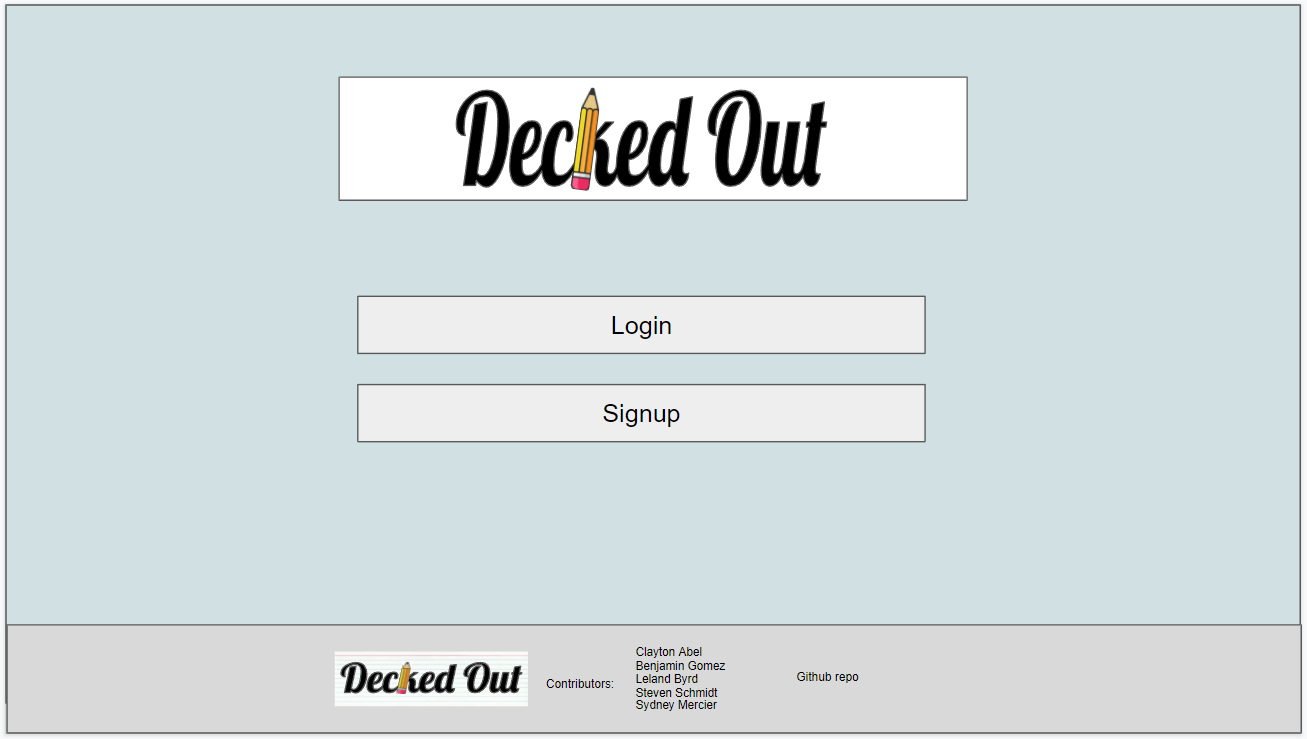 Decked Out
Login
Signup
Decked Out
Contributors:
Clayton Abel
Benjamin Gomez
Leland Byrd
Steven Schmidt
Sydney Mercier
Github repo